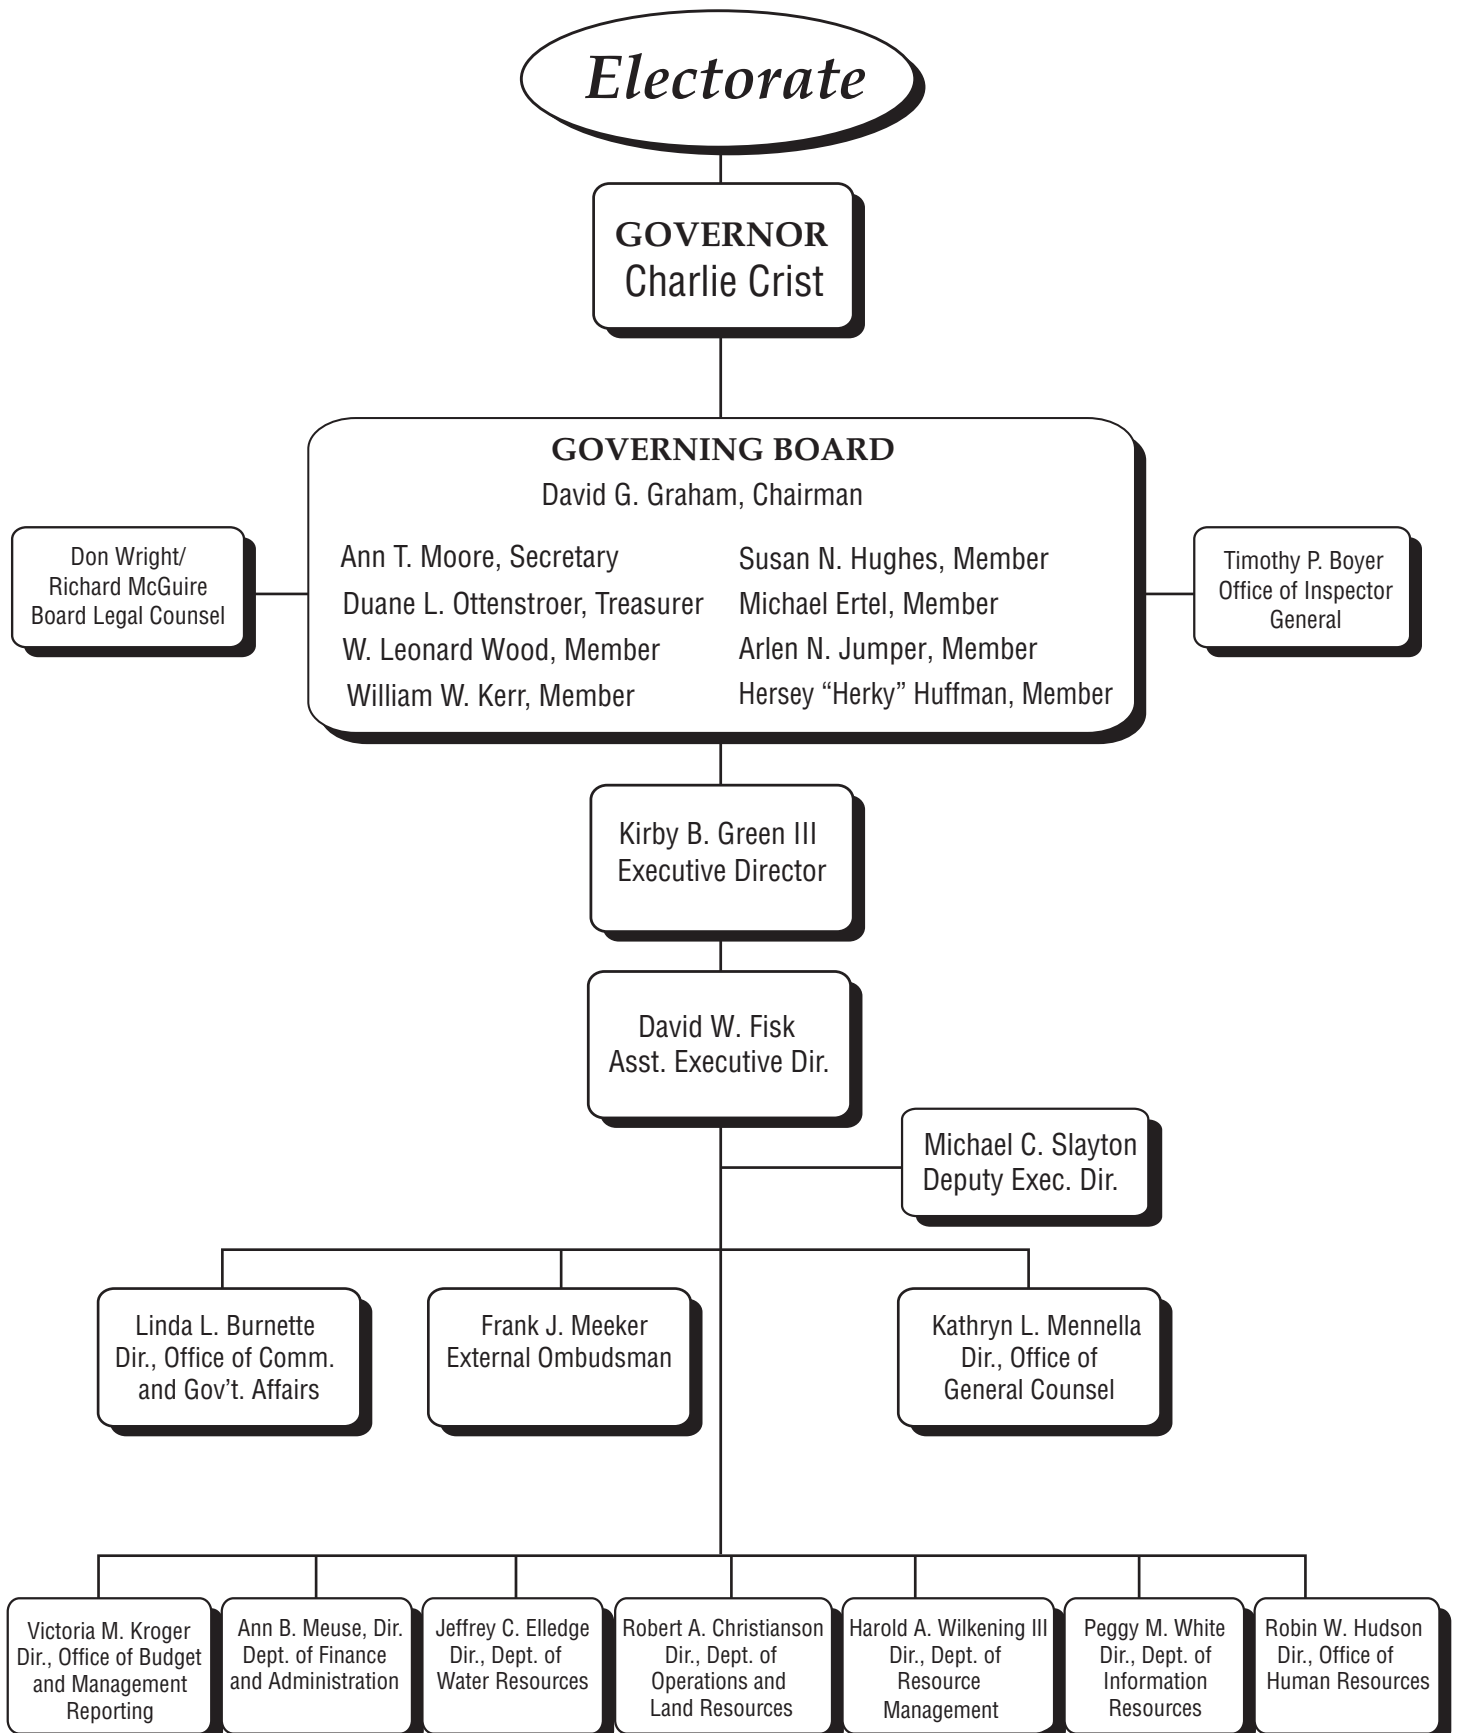 Electorate
GOVERNOR
Charlie Crist
GOVERNING BOARD
David G. Graham, Chairman
Ann T. Moore, Secretary
Duane L. Ottenstroer, Treasurer
W. Leonard Wood, Member
William W. Kerr, Member
Susan N. Hughes, Member
Michael Ertel, Member
Arlen N. Jumper, Member
Hersey “Herky” Huffman, Member
Don Wright/
Richard McGuire
Board Legal Counsel
Timothy P. Boyer
Office of Inspector
General
Kirby B. Green III
Executive Director
David W. Fisk
Asst. Executive Dir.
Michael C. Slayton
Deputy Exec. Dir.
Linda L. Burnette
Dir., Office of Comm.
and Gov’t. Affairs
Frank J. Meeker
External Ombudsman
Kathryn L. Mennella
Dir., Office of
General Counsel
Victoria M. Kroger
Dir., Office of Budget
and Management
Reporting
Ann B. Meuse, Dir.
Dept. of Finance
and Administration
Jeffrey C. Elledge
Dir., Dept. of
Water Resources
Robert A. Christianson
Dir., Dept. of
Operations and
Land Resources
Harold A. Wilkening III
Dir., Dept. of
Resource
Management
Peggy M. White
Dir., Dept. of
Information
Resources
Robin W. Hudson
Dir., Office of
Human Resources